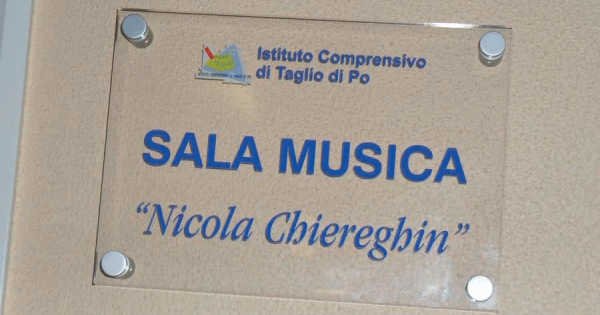 Istituto Comprensivo
di Taglio di Po
SALA MUSICA
“Nicola Chiereghin”